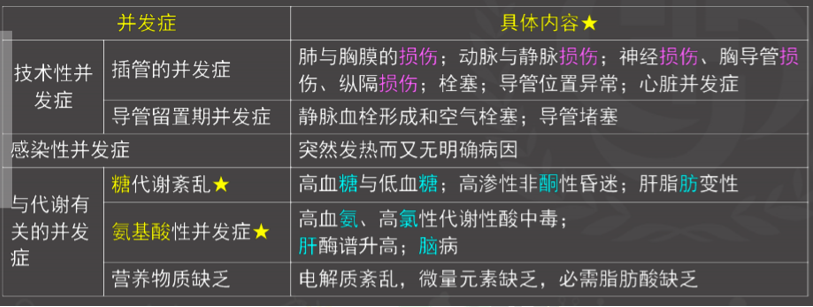 并发症
具体内容★
技术性并
发症
插管的并发症
肺与胸膜的损伤；动脉与静脉损伤；神经损伤、胸导管损
伤、纵隔损伤；栓塞；导管位置异常；心脏并发症
导管留置期并发症
静脉血栓形成和空气栓塞；导管堵塞
感染性并发症
突然发热而又无明确病因
与代谢有
关的并发
症
糖代谢紊乱★
高血糖与低血糖；高渗性非酮性昏迷；肝脂肪变性
氨基酸性并发症★
高血氨、高氯性代谢性酸中毒；
肝酶谱升高；脑病
营养物质缺乏
电解质紊乱，微量元素缺乏，必需脂肪酸缺乏